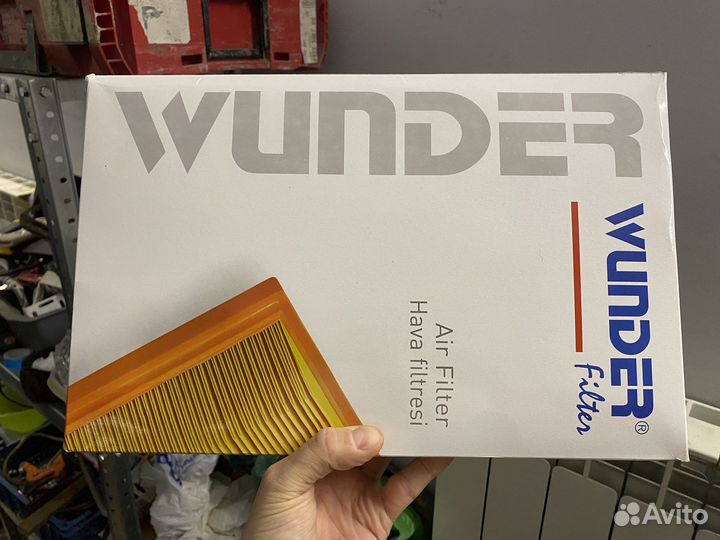 WUNDER
WUNDER®
Filter
Air Filter
Hava filtresi
Avito